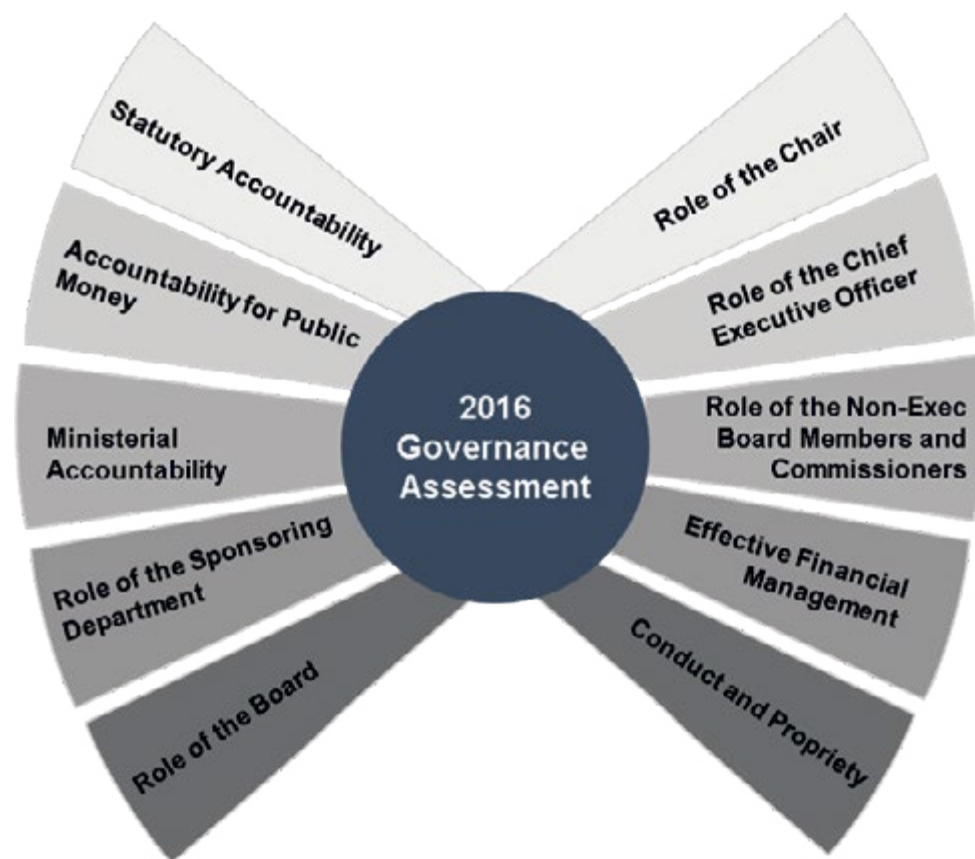 Statutory Accountability
Accountability for Public
Money
Ministerial
Accountability
Role of the Sponsoring
Department
Role of the Board
2016
Governance
Assessment
Role of the Chair
Role of the Chief
Executive Officer
Role of the Non-Exec
Board Members and
Commissioners
Effective Financial
Management
Conduct and Propriety